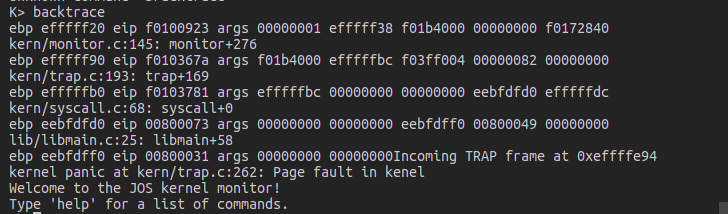 K> backtrace
ebp efffff20 eip f0100923 args 00000001 efffff38 f01b4000 00000000 f0172840
kern/monitor.c:145: monitor+276
ebp efffff90 eip f010367a args f01b4000 efffffbc f03ff004 00000082 00000000
kern/trap.c:193: trap+169
ebp efffffb0 eip f0103781 args efffffbc 00000000 00000000 eebfdfd0 efffffdc
kern/syscall.c:68: syscall+0
ebp eebfdfd0 eip 00800073 args 00000000 00000000 eebfdff0 00800049 00000000
lib/libmain.c:25: libmain+58
ebp eebfdff0 eip 00800031 args 00000000 00000000Incoming TRAP frame at 0xeffffe94
kernel panic at kern/trap.c:262: Page fault in kenel
Welcome to the JOS kernel monitor!
Type 'help' for a list of commands.